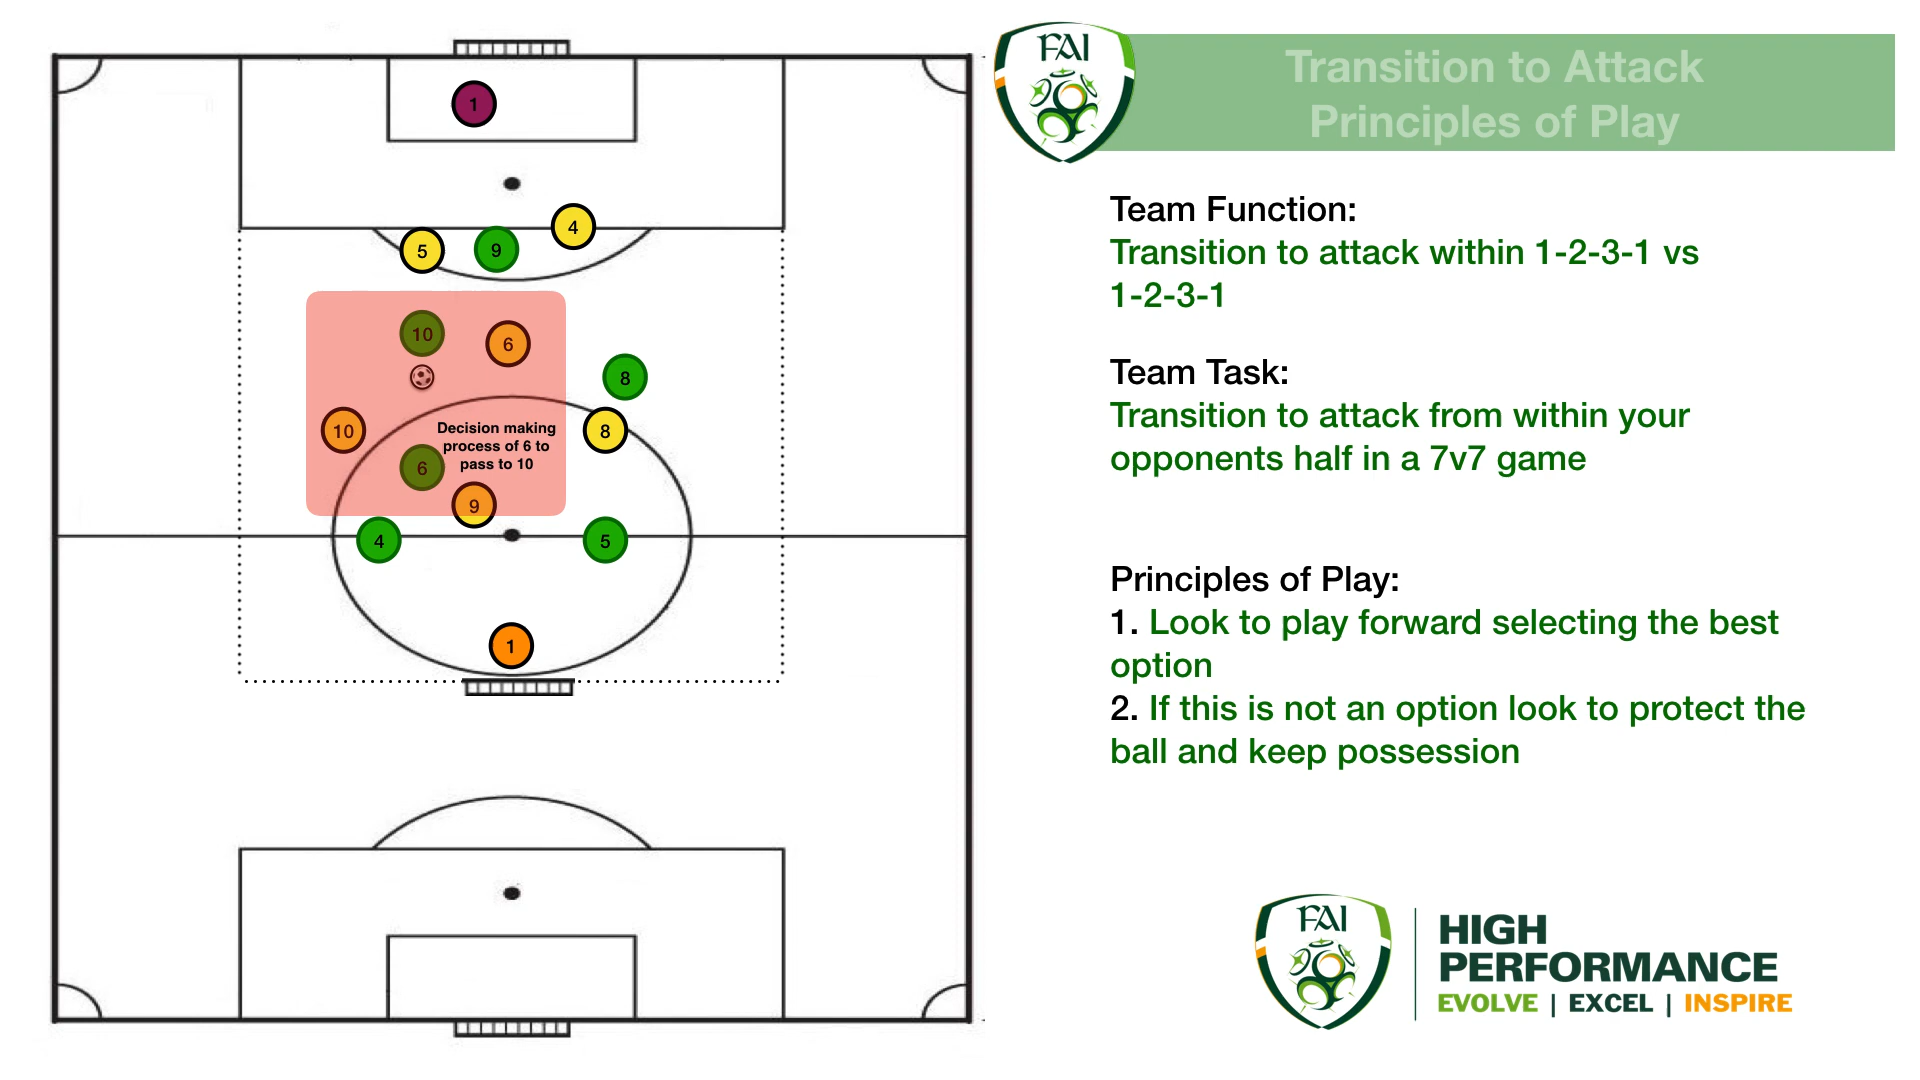 FAI
Transition to Attack
Principles of Play
1
4
5
9
10
6
8
10
8
Decision making
process of 6 to
pass to 10
6
9
4
5
1
Team Function:
Transition to attack within 1-2-3-1 vs
1-2-3-1
Team Task:
Transition to attack from within your
opponents half in a 7v7 game
Principles of Play:
1. Look to play forward selecting the best
option
2. If this is not an option look to protect the
ball and keep possession
FAI
HIGH
PERFORMANCE
EVOLVE | EXCEL | INSPIRE